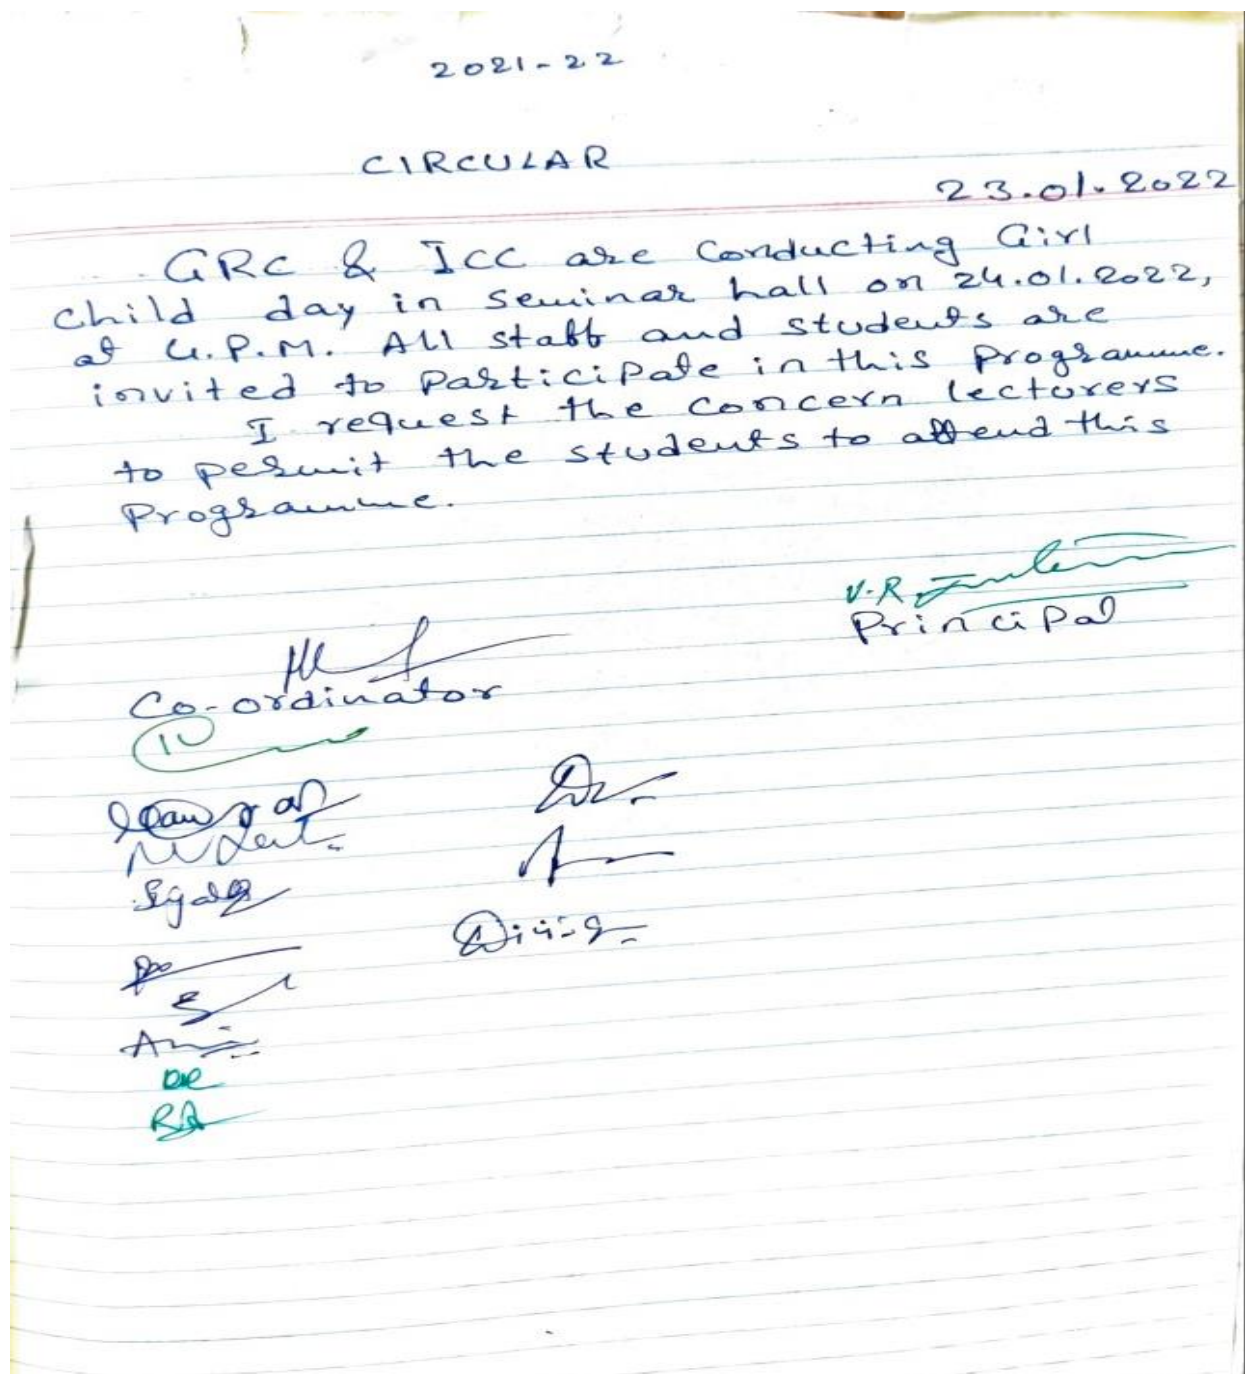 2021-22
CIRCULAR
23.01.2022
GRC & ICC are Conducting Girl
child day in Seminar hall on 24.01.2022,
at 4.P.M. All staff and students are
invited to Participate in this Programme.
I request the concern lecturers
to permit the students to attend this
Programme.
V.R.
Principal
Co-ordinator